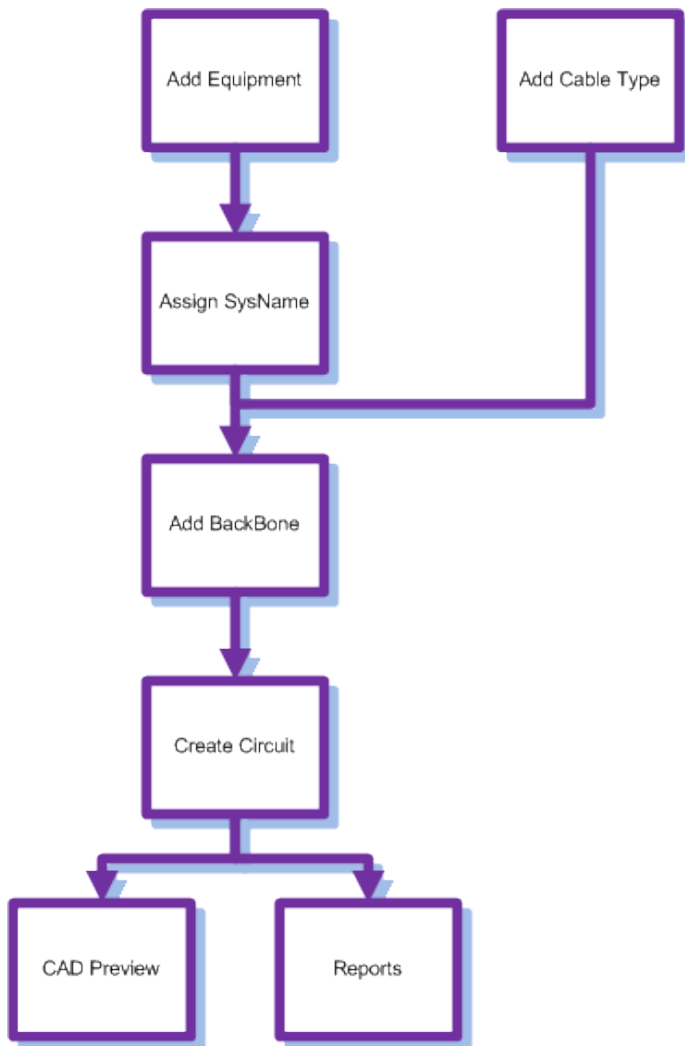 Add Equipment
Add Cable Type
Assign SysName
Add BackBone
Create Circuit
CAD Preview
Reports